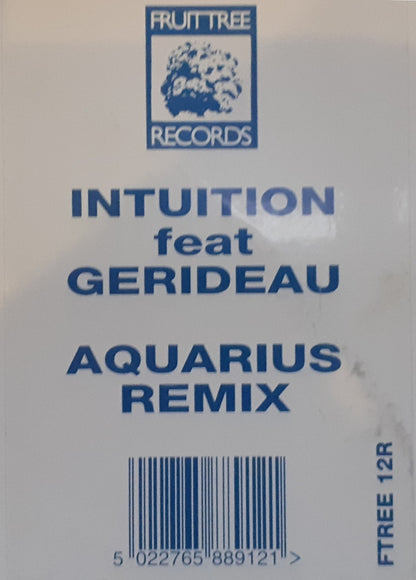 FRUITTREE
RECORDS
INTUITION
feat
GERIDEAU
AQUARIUS
REMIX
5 022765 889121 >
FTREE 12R